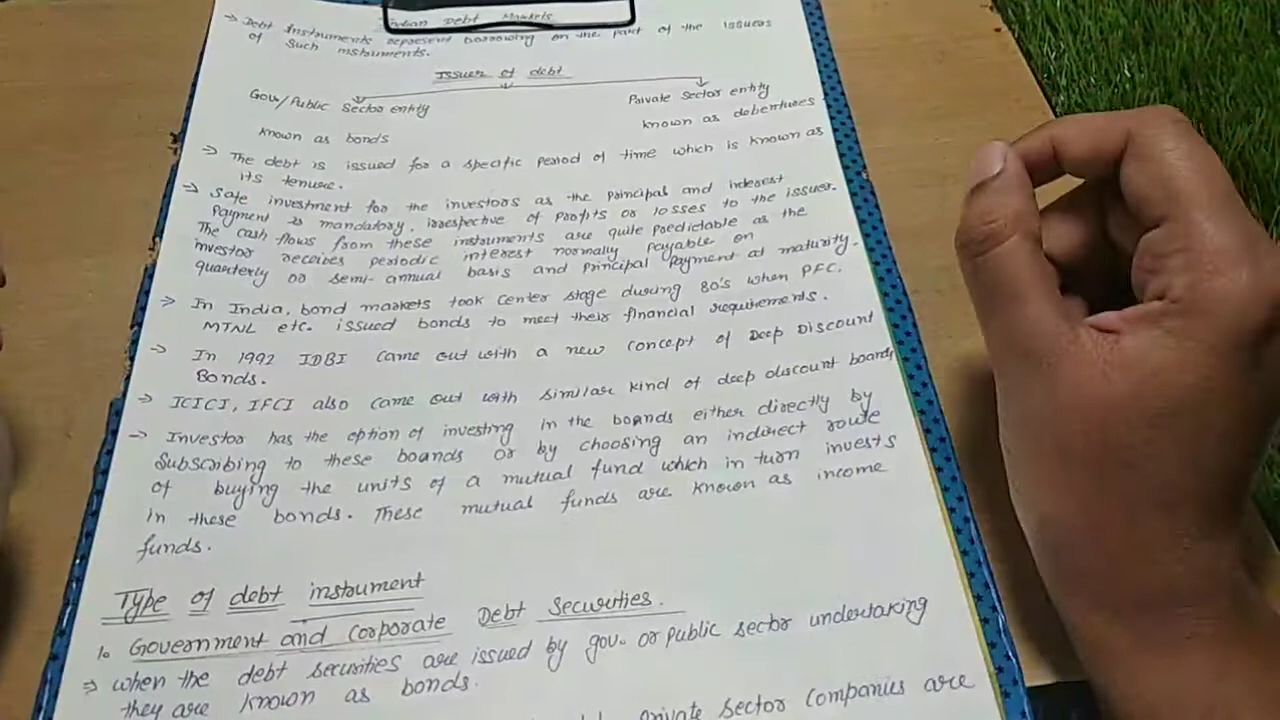 Indian Debt Markets
→ Debt Instruments represent borrowing on the part of the issuers
of such instruments.
Issuer of debt
Gov/Public Sector entity
Private Sector entity
known as bonds
known as debentures
→ The debt is issued for a specific period of time which is known as
its tenure.
→ Safe investment for the investors as the principal and interest
Payment is mandatory, irrespective of profits or losses to the issuer.
The cash flows from these instruments are quite predictable as the
investor receives periodic interest normally payable on
quarterly or semi-annual basis and principal payment at maturity.
→ In India, bond markets took center stage during 80's when PFC,
MTNL etc. issued bonds to meet their financial requirements.
→ In 1992 IDBI came out with a new concept of Deep Discount
Bonds.
→ ICICI, IFCI also came out with similar kind of deep discount boands
→ Investor has the option of investing in the boands either directly by
Subscribing to these bounds or by choosing an indirect route
of buying the units of a mutual fund which in turn invests
in these bonds. These mutual funds are known as income
funds.
Type of debt instrument
1. Government and Corporate Debt Securities.
⇒ when the debt securities are issued by gov. or public sector undertaking
they are known as bonds.
private sector companies are